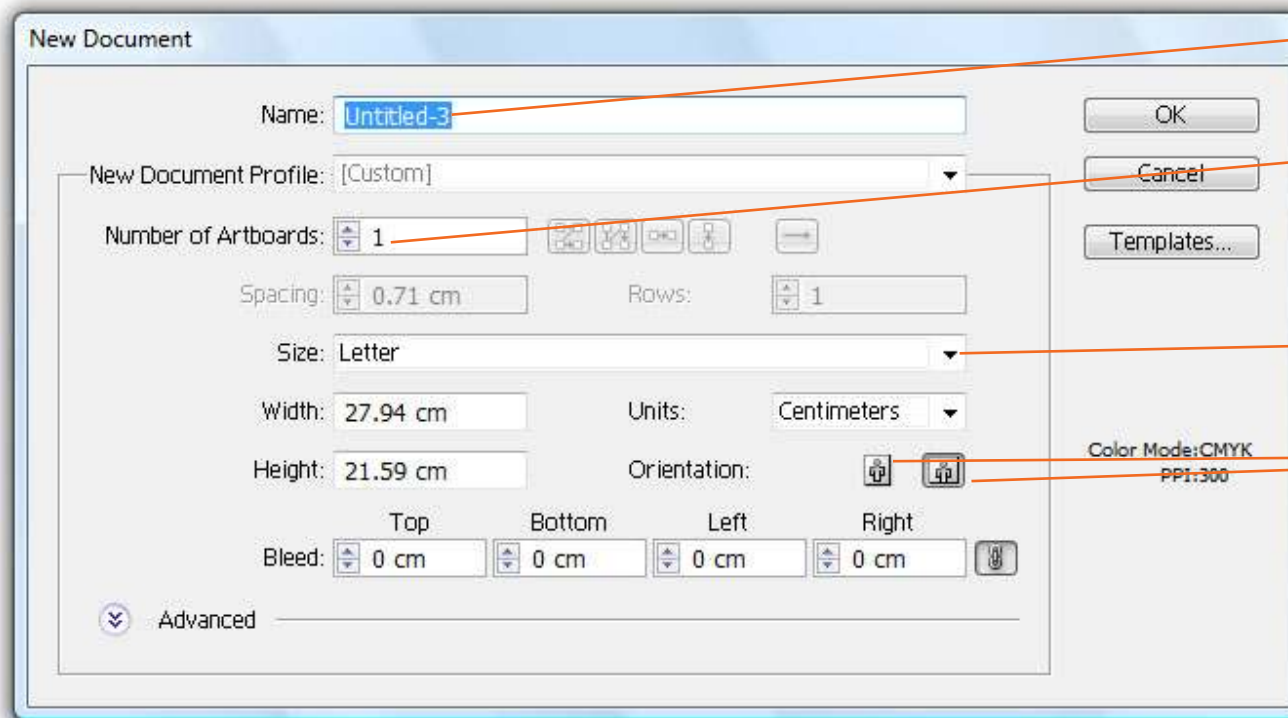 New Document
Name: Untitled-3
OK
New Document Profile: [Custom]
Cancel
Number of Artboards: 1
Templates...
Spacing: 0.71 cm Rows: 1
Size: Letter
Width: 27.94 cm Units: Centimeters
Height: 21.59 cm Orientation:
Color Mode:CMYK
PPI:300
Top Bottom Left Right
Bleed: 0 cm 0 cm 0 cm 0 cm
Advanced